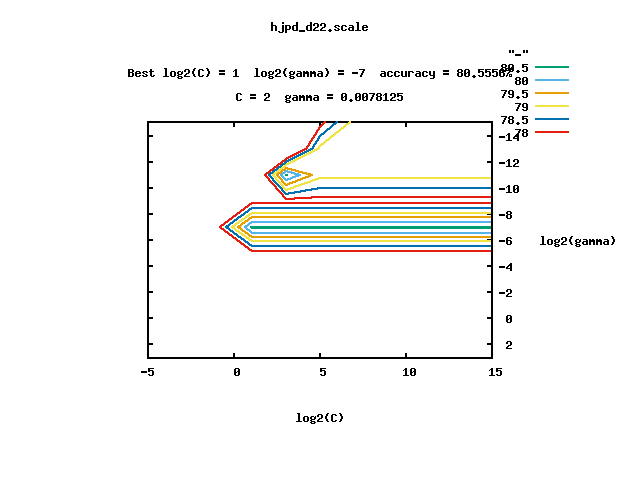 hjpd_d22.scale
"-"
Best log2(C) = 1  log2(gamma) = -7  accuracy = 80.5556%
80.5
80
C = 2  gamma = 0.0078125
79.5
79
78.5
78
-14
-12
-10
-8
-6
log2(gamma)
-4
-2
0
2
-5 0 5 10 15
log2(C)